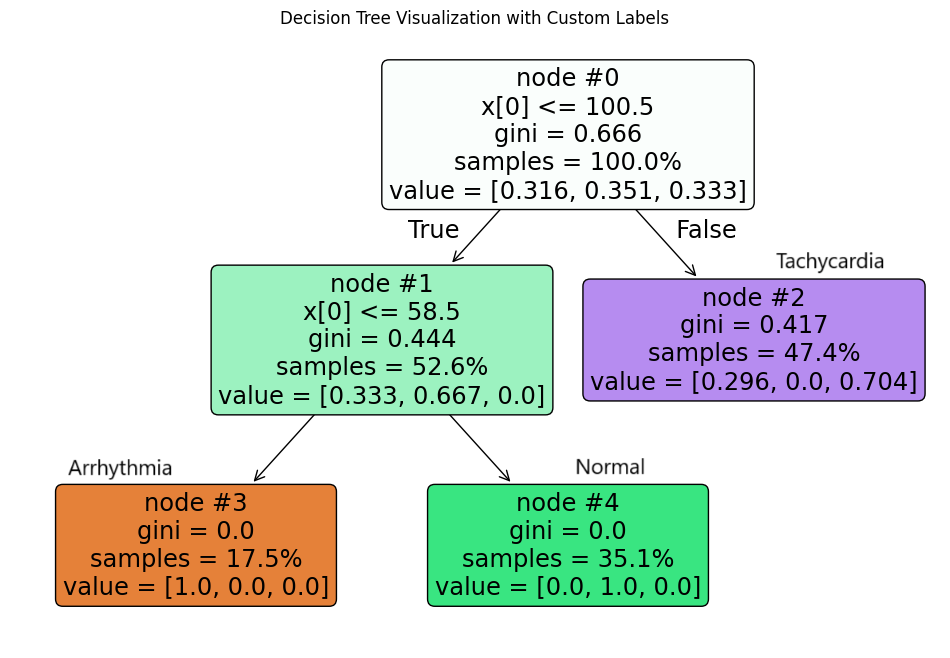 Decision Tree Visualization with Custom Labels
node #0
x[0] <= 100.5
gini = 0.666
samples = 100.0%
value = [0.316, 0.351, 0.333]
True
False
Tachycardia
node #1
x[0] <= 58.5
gini = 0.444
samples = 52.6%
value = [0.333, 0.667, 0.0]
node #2
gini = 0.417
samples = 47.4%
value = [0.296, 0.0, 0.704]
Arrhythmia
node #3
gini = 0.0
samples = 17.5%
value = [1.0, 0.0, 0.0]
Normal
node #4
gini = 0.0
samples = 35.1%
value = [0.0, 1.0, 0.0]